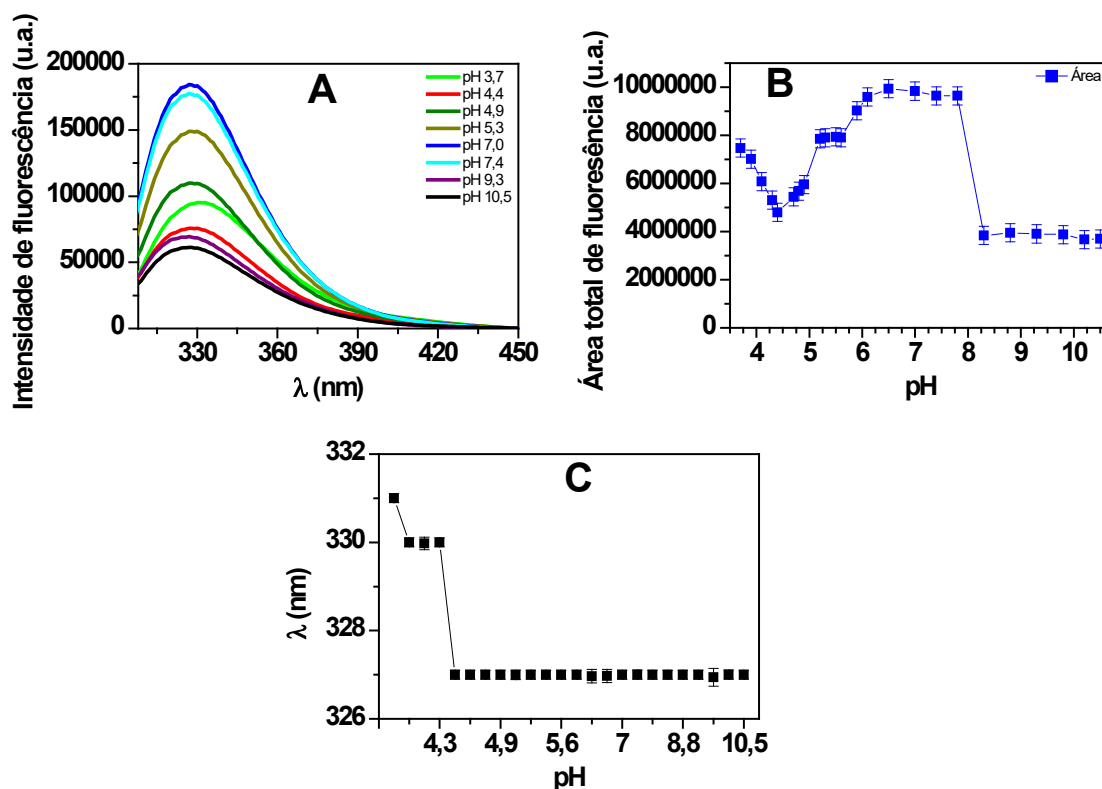 Intensidade de fluorescência (u.a.)
200000
150000
100000
50000
0
A
pH 3,7
pH 4,4
pH 4,9
pH 5,3
pH 7,0
pH 7,4
pH 9,3
pH 10,5
330 360 390 420 450
λ (nm)
Área total de fluoresência (u.a.)
10000000
8000000
6000000
4000000
2000000
0
B
Área
4 5 6 7 8 9 10
pH
λ (nm)
332
330
328
326
C
4,3 4,9 5,6 7 8,8 10,5
pH